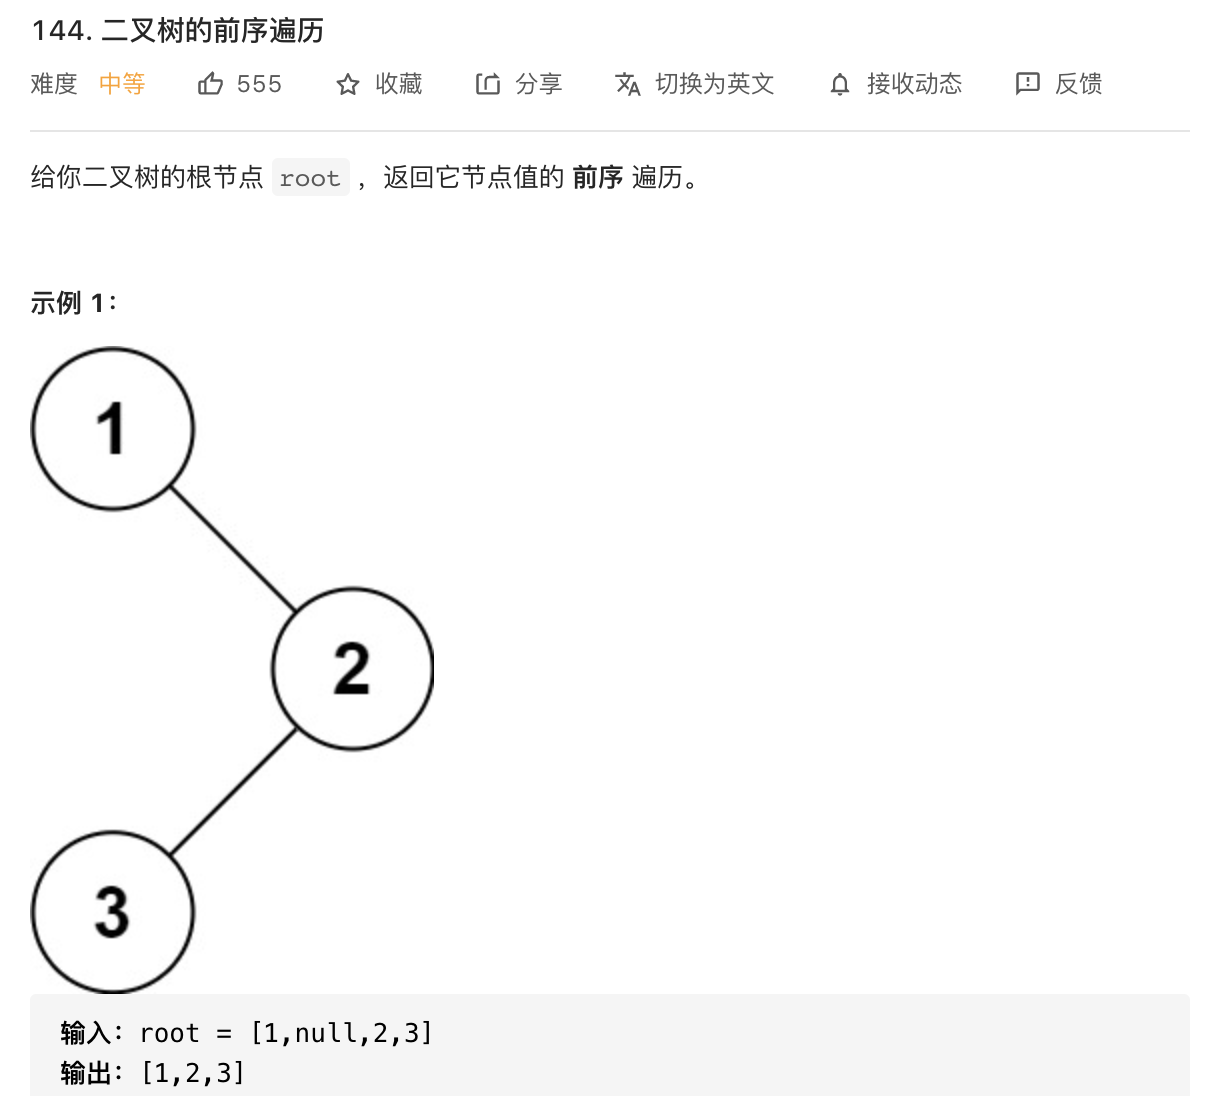 144. 二叉树的前序遍历
难度 中等 555 收藏 分享 切换为英文 接收动态 反馈
给你二叉树的根节点 root ，返回它节点值的 前序 遍历。
示例 1：
1
2
3
输入：root = [1,null,2,3]
输出：[1,2,3]